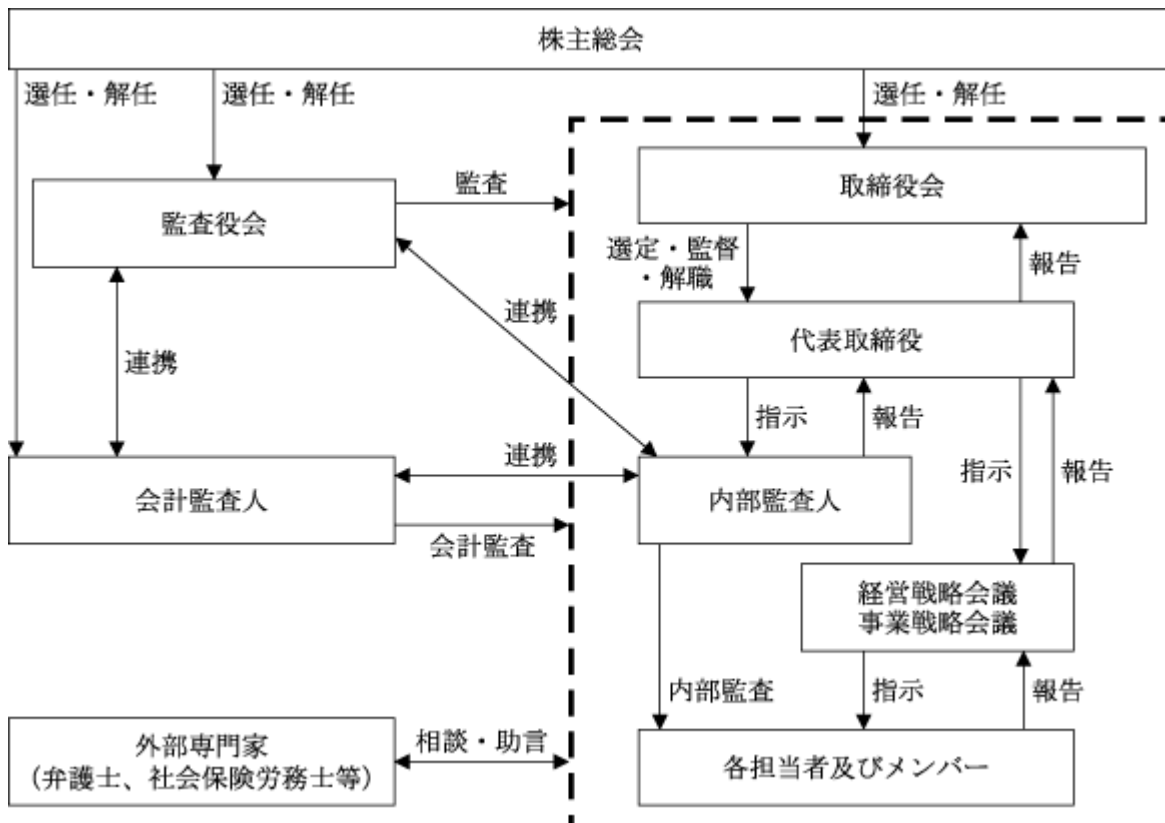 株主総会
選任・解任
選任・解任
選任・解任
監査役会
監査
取締役会
選定・監督
・解職
報告
連携
代表取締役
連携
指示
報告
連携
指示
報告
会計監査人
内部監査人
会計監査
経営戦略会議
事業戦略会議
内部監査
指示
報告
外部専門家
（弁護士、社会保険労務士等）
相談・助言
各担当者及びメンバー